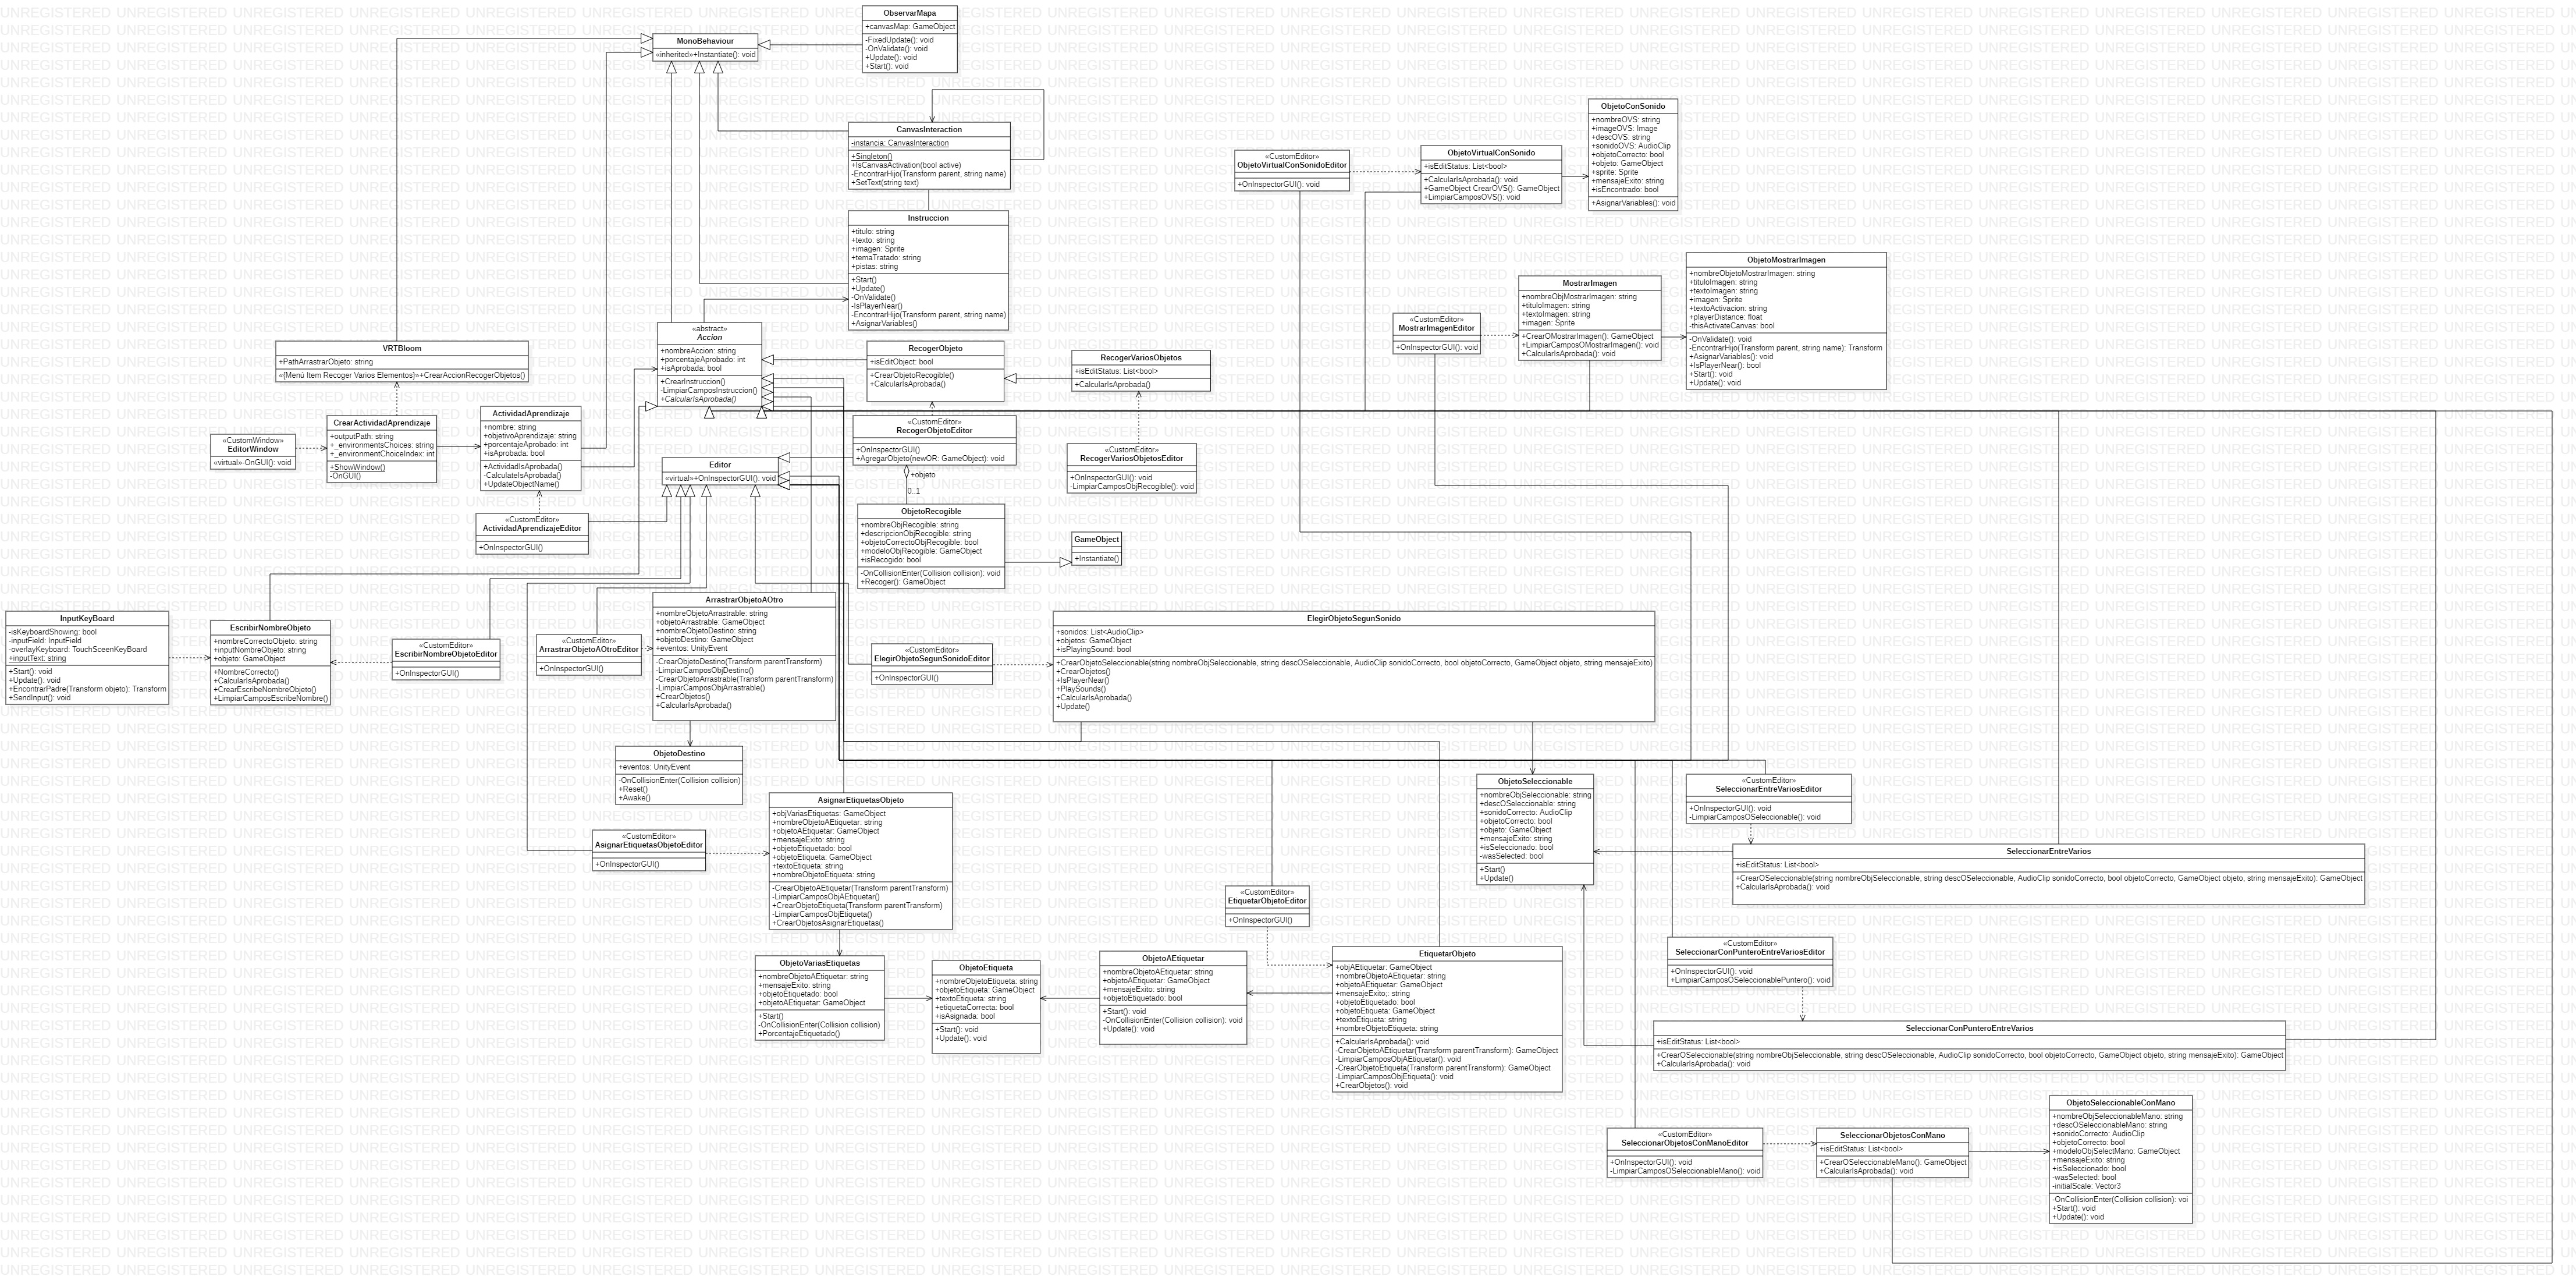 ObservarMapa
+canvasMap: GameObject
-FixedUpdate(): void
-OnValidate(): void
+Update(): void
+Start(): void
MonoBehaviour
«inherited»+Instantiate(): void
CanvasInteraction
-instancia: CanvasInteraction
+Singleton()
+IsCanvasActivation(bool active)
-EncontrarHijo(Transform parent, string name)
+SetText(string text)
Instruccion
+titulo: string
+texto: string
+imagen: Sprite
+temaTratado: string
+pistas: string
+Start()
+Update()
-OnValidate()
-IsPlayerNear()
-EncontrarHijo(Transform parent, string name)
+AsignarVariables()
«CustomEditor»
ObjetoVirtualConSonidoEditor
+OnInspectorGUI(): void
ObjetoVirtualConSonido
+isEditStatus: List<bool>
+CalcularIsAprobada(): void
+GameObject CrearOVS(): GameObject
+LimpiarCamposOVS(): void
ObjetoConSonido
+nombreOVS: string
+imageOVS: Image
+descOVS: string
+sonidoOVS: AudioClip
+objetoCorrecto: bool
+objeto: GameObject
+sprite: Sprite
+mensajeExito: string
+isEncontrado: bool
+AsignarVariables(): void
«CustomEditor»
MostrarImagenEditor
+OnInspectorGUI(): void
MostrarImagen
+nombreObjMostrarImagen: string
+tituloImagen: string
+textoImagen: string
+imagen: Sprite
+CrearOMostrarImagen(): GameObject
+LimpiarCamposOMostrarImagen(): void
+CalcularIsAprobada(): void
ObjetoMostrarImagen
+nombreObjetoMostrarImagen: string
+tituloImagen: string
+textoImagen: string
+imagen: Sprite
+textoActivacion: string
+playerDistance: float
-thisActivateCanvas: bool
-OnValidate(): void
-EncontrarHijo(Transform parent, string name): Transform
+AsignarVariables(): void
+IsPlayerNear(): bool
+Start(): void
+Update(): void
VRTBloom
+PathArrastrarObjeto: string
«{Menú Item Recoger Varios Elementos}»+CrearAccionRecogerObjetos()
«abstract»
Accion
+nombreAccion: string
+porcentajeAprobado: int
+isAprobada: bool
+CrearInstruccion()
-LimpiarCamposInstruccion()
+CalcularIsAprobada()
RecogerObjeto
+isEditObject: bool
+CrearObjetoRecogible()
+CalcularIsAprobada()
RecogerVariosObjetos
+isEditStatus: List<bool>
+CalcularIsAprobada()
«CustomWindow»
EditorWindow
«virtual»-OnGUI(): void
CrearActividadAprendizaje
+outputPath: string
+_environmentsChoices: string
+_environmentChoiceIndex: int
+ShowWindow()
-OnGUI()
ActividadAprendizaje
+nombre: string
+objetivoAprendizaje: string
+porcentajeAprobado: int
+isAprobada: bool
+ActividadIsAprobada()
-CalculateIsAprobada()
+UpdateObjectName()
«CustomEditor»
ActividadAprendizajeEditor
+OnInspectorGUI()
Editor
«virtual»+OnInspectorGUI(): void
«CustomEditor»
RecogerObjetoEditor
+OnInspectorGUI()
+AgregarObjeto(newOR: GameObject): void
+objeto
0..1
«CustomEditor»
RecogerVariosObjetosEditor
+OnInspectorGUI(): void
-LimpiarCamposObjRecogible(): void
ObjetoRecogible
+nombreObjRecogible: string
+descripcionObjRecogible: string
+objetoCorrectoObjRecogible: bool
+modeloObjRecogible: GameObject
+isRecogido: bool
-OnCollisionEnter(Collision collision): void
+Recoger(): GameObject
GameObject
+Instantiate()
InputKeyBoard
-isKeyboardShowing: bool
-inputField: InputField
-overlayKeyboard: TouchSceenKeyBoard
+inputText: string
+Start(): void
+Update(): void
+EncontrarPadre(Transform objeto): Transform
+SendInput(): void
EscribirNombreObjeto
+nombreCorrectoObjeto: string
+inputNombreObjeto: string
+objeto: GameObject
+NombreCorrecto()
+CalcularIsAprobada()
+CrearEscribeNombreObjeto()
+LimpiarCamposEscribeNombre()
«CustomEditor»
EscribirNombreObjetoEditor
+OnInspectorGUI()
«CustomEditor»
ArrastrarObjetoAOtroEditor
+OnInspectorGUI()
ArrastrarObjetoAOtro
+nombreObjetoArrastrable: string
+objetoArrastrable: GameObject
+nombreObjetoDestino: string
+objetoDestino: GameObject
+eventos: UnityEvent
-CrearObjetoDestino(Transform parentTransform)
-LimpiarCamposObjDestino()
-CrearObjetoArrastrable(Transform parentTransform)
-LimpiarCamposObjArrastrable()
+CrearObjetos()
+CalcularIsAprobada()
«CustomEditor»
ElegirObjetoSegunSonidoEditor
+OnInspectorGUI()
ElegirObjetoSegunSonido
+sonidos: List<AudioClip>
+objetos: GameObject
+isPlayingSound: bool
+CrearObjetoSeleccionable(string nombreObjSeleccionable, string descOSeleccionable, AudioClip sonidoCorrecto, bool objetoCorrecto, GameObject objeto, string mensajeExito)
+CrearObjetos()
+IsPlayerNear()
+PlaySounds()
+CalcularIsAprobada()
+Update()
ObjetoDestino
+eventos: UnityEvent
-OnCollisionEnter(Collision collision)
+Reset()
+Awake()
«CustomEditor»
AsignarEtiquetasObjetoEditor
+OnInspectorGUI()
AsignarEtiquetasObjeto
+objVariasEtiquetas: GameObject
+nombreObjetoAEtiquetar: string
+objetoAEtiquetar: GameObject
+mensajeExito: string
+objetoEtiquetado: bool
+objetoEtiqueta: GameObject
+textoEtiqueta: string
+nombreObjetoEtiqueta: string
-CrearObjetoAEtiquetar(Transform parentTransform)
-LimpiarCamposObjAEtiquetar()
+CrearObjetoEtiqueta(Transform parentTransform)
-LimpiarCamposObjEtiqueta()
+CrearObjetosAsignarEtiquetas()
ObjetoSeleccionable
+nombreObjSeleccionable: string
+descOSeleccionable: string
+sonidoCorrecto: AudioClip
+objetoCorrecto: bool
+objeto: GameObject
+mensajeExito: string
+isSeleccionado: bool
-wasSelected: bool
+Start()
+Update()
«CustomEditor»
SeleccionarEntreVariosEditor
+OnInspectorGUI(): void
-LimpiarCamposOSeleccionable(): void
SeleccionarEntreVarios
+isEditStatus: List<bool>
+CrearOSeleccionable(string nombreObjSeleccionable, string descOSeleccionable, AudioClip sonidoCorrecto, bool objetoCorrecto, GameObject objeto, string mensajeExito): GameObject
+CalcularIsAprobada(): void
«CustomEditor»
EtiquetarObjetoEditor
+OnInspectorGUI()
ObjetoVariasEtiquetas
+nombreObjetoAEtiquetar: string
+mensajeExito: string
+objetoEtiquetado: bool
+objetoAEtiquetar: GameObject
+Start()
-OnCollisionEnter(Collision collision)
+PorcentajeEtiquetado()
ObjetoEtiqueta
+nombreObjetoEtiqueta: string
+objetoEtiqueta: GameObject
+textoEtiqueta: string
+etiquetaCorrecta: bool
+isAsignada: bool
+Start(): void
+Update(): void
ObjetoAEtiquetar
+nombreObjetoAEtiquetar: string
+objetoAEtiquetar: GameObject
+mensajeExito: string
+objetoEtiquetado: bool
+Start(): void
-OnCollisionEnter(Collision collision): void
+Update(): void
EtiquetarObjeto
+objAEtiquetar: GameObject
+nombreObjetoAEtiquetar: string
+objetoAEtiquetar: GameObject
+mensajeExito;: string
+objetoEtiquetado: bool
+objetoEtiqueta: GameObject
+textoEtiqueta: string
+nombreObjetoEtiqueta: string
+CalcularIsAprobada(): void
-CrearObjetoAEtiquetar(Transform parentTransform): GameObject
-LimpiarCamposObjAEtiquetar(): void
-CrearObjetoEtiqueta(Transform parentTransform): GameObject
-LimpiarCamposObjEtiqueta(): void
+CrearObjetos(): void
«CustomEditor»
SeleccionarConPunteroEntreVariosEditor
+OnInspectorGUI(): void
+LimpiarCamposOSeleccionablePuntero(): void
SeleccionarConPunteroEntreVarios
+isEditStatus: List<bool>
+CrearOSeleccionable(string nombreObjSeleccionable, string descOSeleccionable, AudioClip sonidoCorrecto, bool objetoCorrecto, GameObject objeto, string mensajeExito): GameObject
+CalcularIsAprobada(): void
«CustomEditor»
SeleccionarObjetosConManoEditor
+OnInspectorGUI(): void
-LimpiarCamposOSeleccionableMano(): void
SeleccionarObjetosConMano
+isEditStatus: List<bool>
+CrearOSeleccionableMano(): GameObject
+CalcularIsAprobada(): void
ObjetoSeleccionableConMano
+nombreObjSeleccionableMano: string
+descOSeleccionableMano: string
+sonidoCorrecto: AudioClip
+objetoCorrecto: bool
+modeloObjSelectMano: GameObject
+mensajeExito: string
+isSeleccionado: bool
-wasSelected: bool
-initialScale: Vector3
-OnCollisionEnter(Collision collision): voi
+Start(): void
+Update(): void